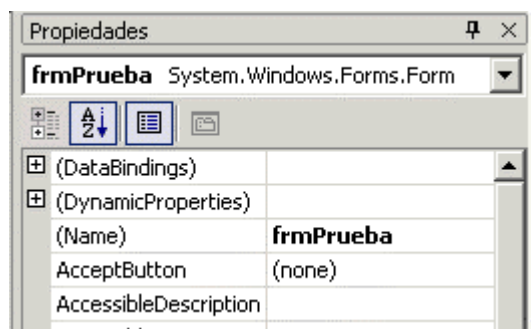 Propiedades
frmPrueba System.Windows.Forms.Form
A
Z
(DataBindings)
(DynamicProperties)
(Name) frmPrueba
AcceptButton (none)
AccessibleDescription